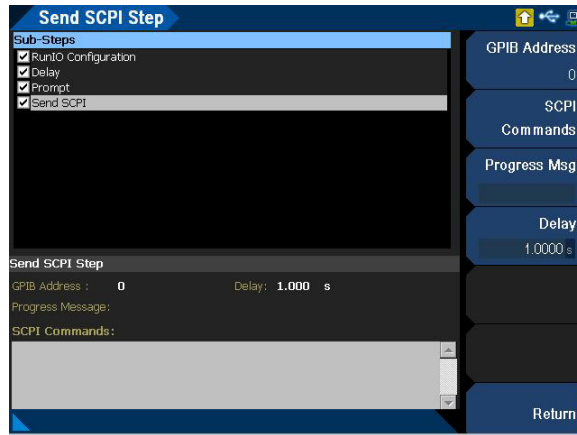 Send SCPI Step
Sub-Steps
RunIO Configuration
Delay
Prompt
Send SCPI
Send SCPI Step
GPIB Address : 0 Delay: 1.000 s
Progress Message:
SCPI Commands:
GPIB Address
0
SCPI
Commands
Progress Msg
Delay
1.0000 s
Return